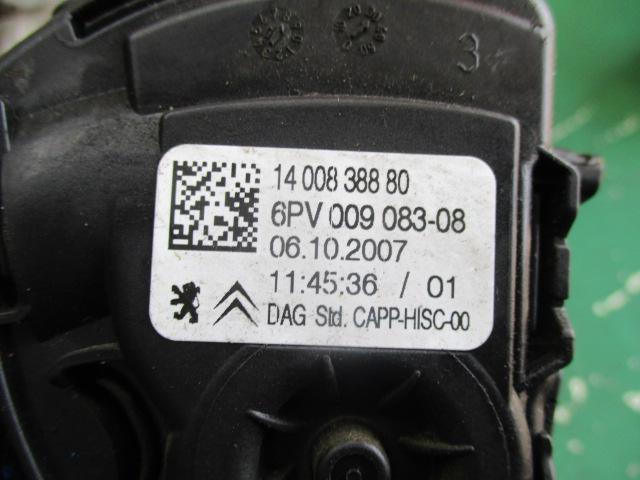 3
14 008 388 80
6PV 009 083-08
06.10.2007
11:45:36 / 01
DAG Std. CAPP-HISC-00